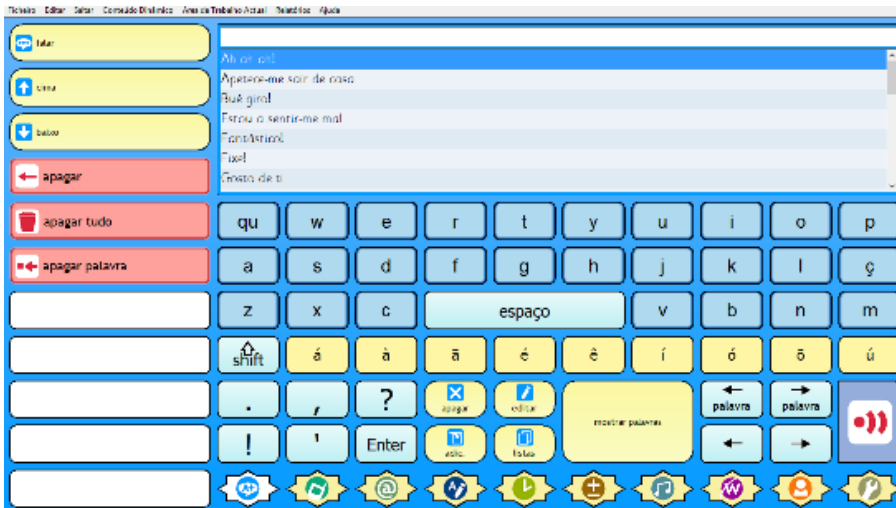 Ficheiro Editar Saltar Conteúdo Dinâmico Área de Trabalho Actual Relatórios Ajuda
falar
cima
baixo
apagar
apagar tudo
apagar palavra
Apetece-me sair de casa
Bué giro!
Estou a sentir-me mal
Fantástico!
Fixe!
Gosto de ti
qu w e r t y u i o p
a s d f g h j k l ç
z x c espaço v b n m
shift á à ã é ê í ó õ ú
. , ? apagar editar mostrar palavras palavra palavra
! ' Enter adic. listas